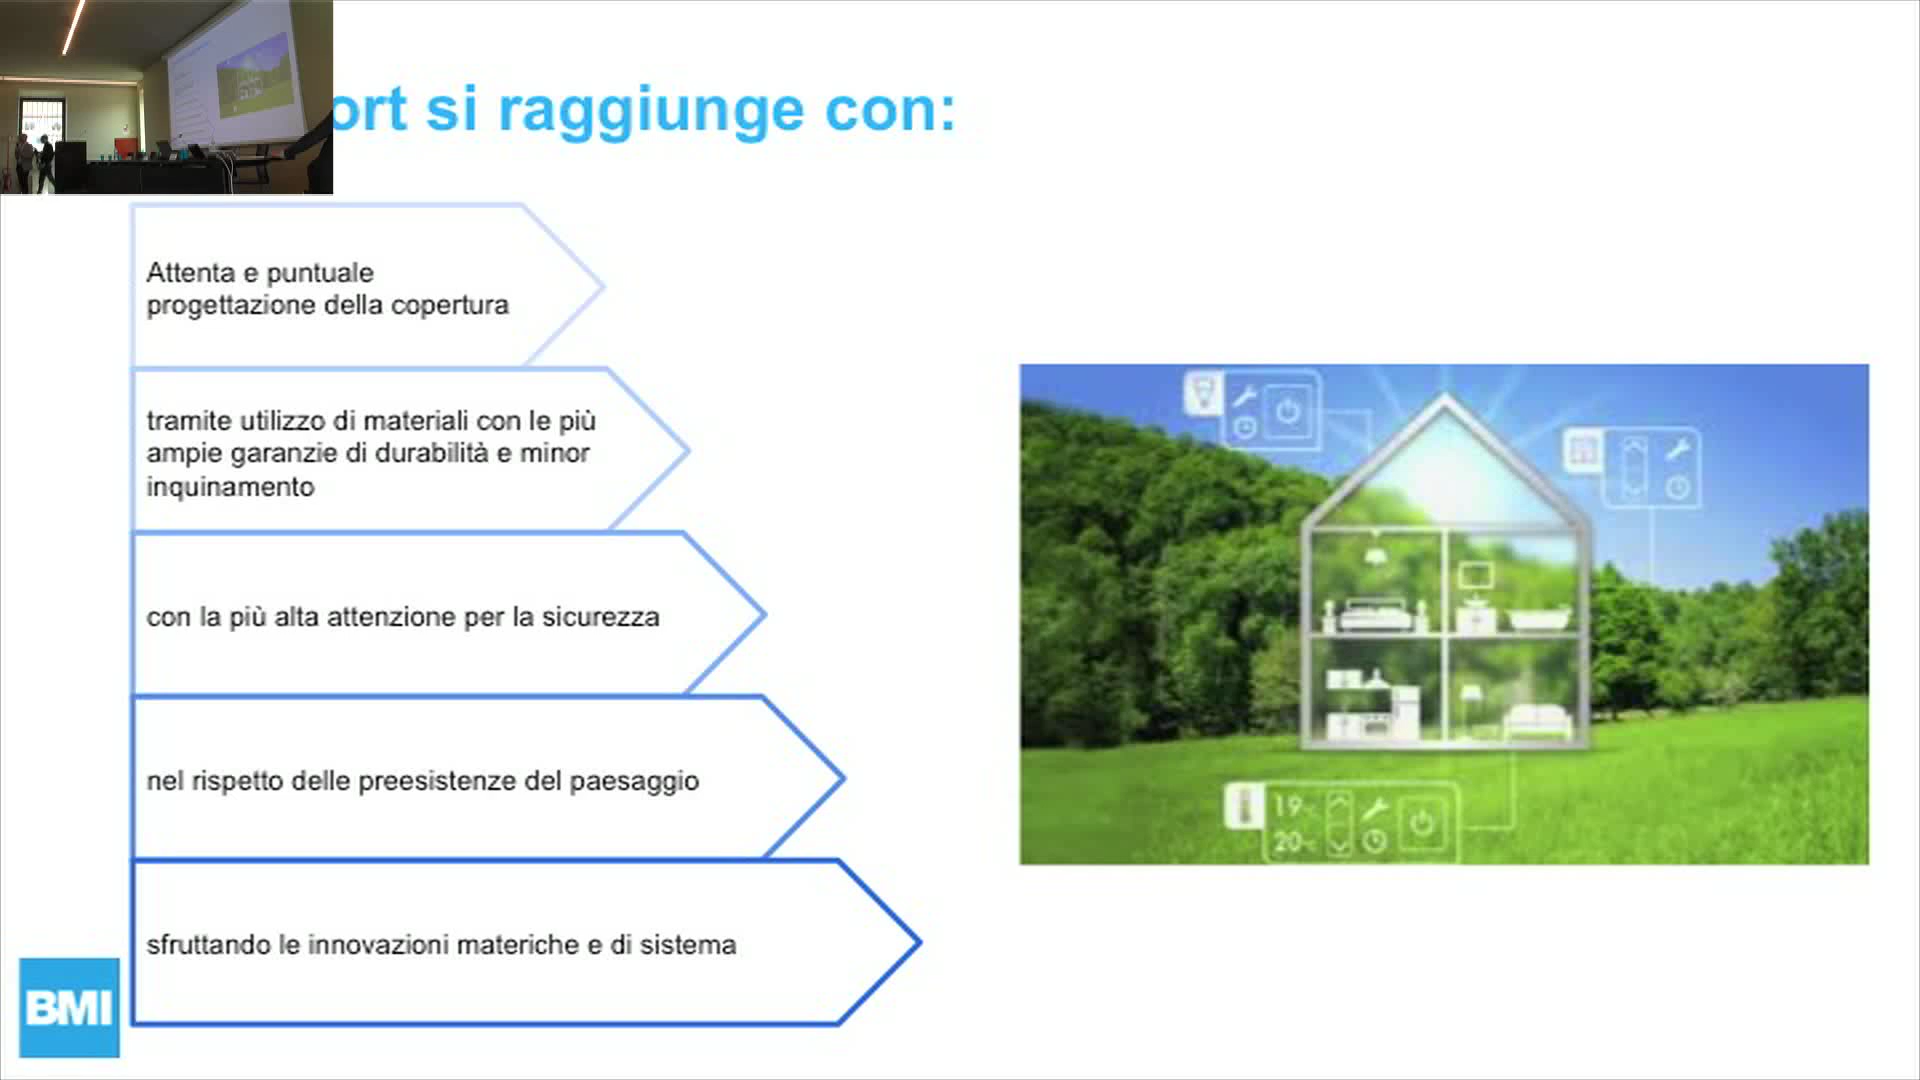 ort si raggiunge con:
Attenta e puntuale
progettazione della copertura
tramite utilizzo di materiali con le più
ampie garanzie di durabilità e minor
inquinamento
con la più alta attenzione per la sicurezza
nel rispetto delle preesistenze del paesaggio
sfruttando le innovazioni materiche e di sistema
19
20
BMI